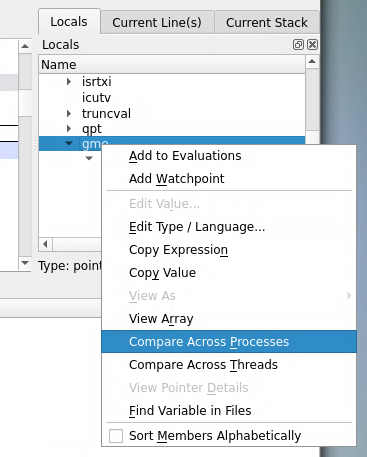 Locals
Current Line(s)
Current Stack
Locals
Name
isrtxi
icutv
truncval
qpt
Type: point
Add to Evaluations
Add Watchpoint
Edit Value...
Edit Type / Language...
Copy Expression
Copy Value
View As
View Array
Compare Across Processes
Compare Across Threads
View Pointer Details
Find Variable in Files
Sort Members Alphabetically